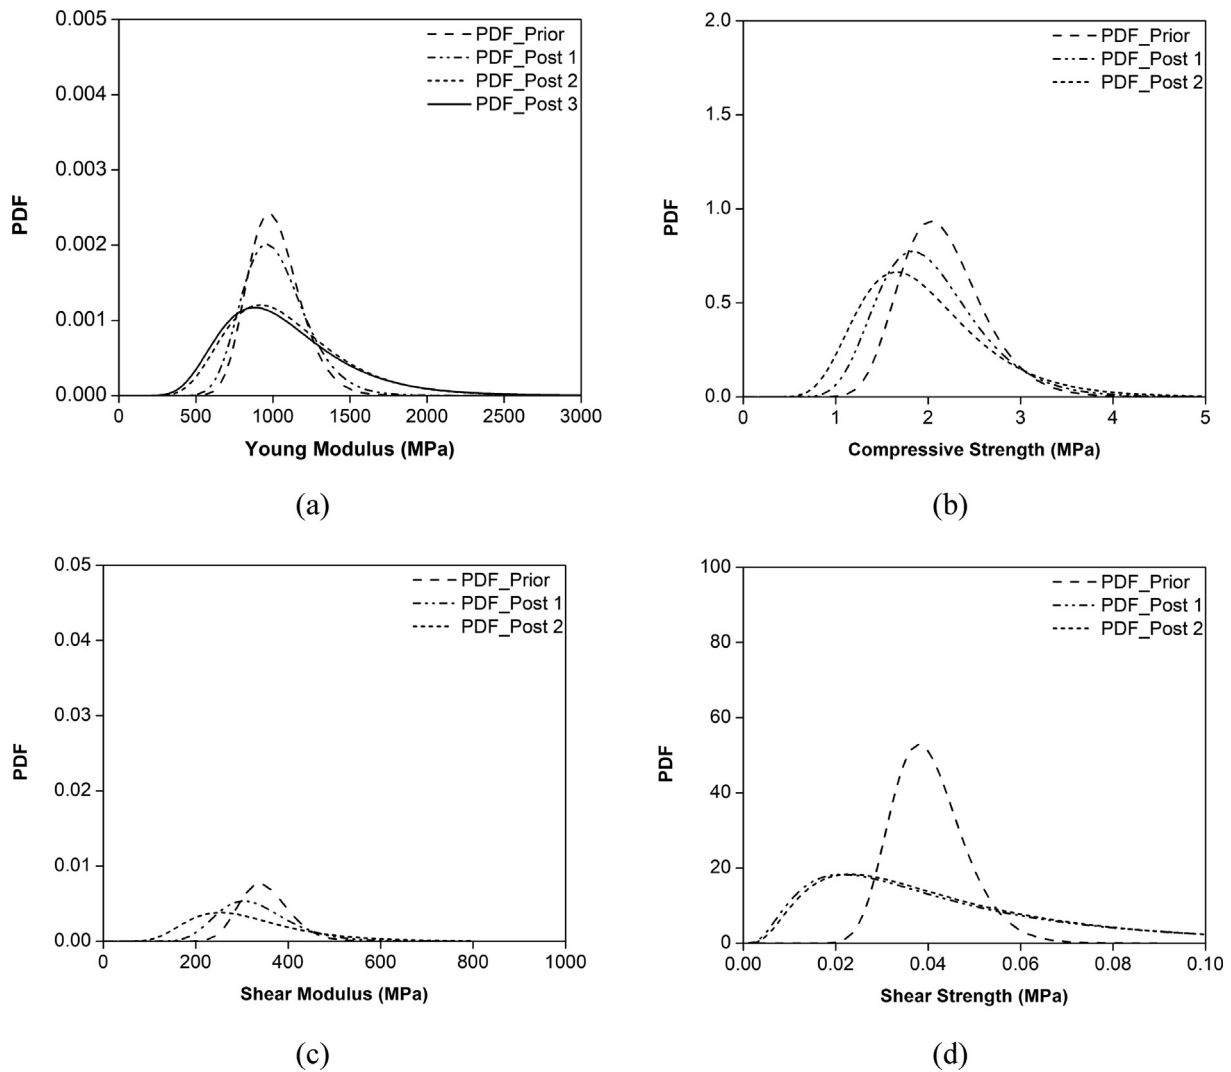 0.005
0.004
0.003
0.002
0.001
0.000
PDF
0
500
1000
1500
2000
2500
3000
Young Modulus (MPa)
PDF_Prior
PDF_Post 1
PDF_Post 2
PDF_Post 3
(a)
2.0
1.5
1.0
0.5
0.0
PDF
0
1
2
3
4
5
Compressive Strength (MPa)
PDF_Prior
PDF_Post 1
PDF_Post 2
(b)
0.05
0.04
0.03
0.02
0.01
0.00
PDF
0
200
400
600
800
1000
Shear Modulus (MPa)
PDF_Prior
PDF_Post 1
PDF_Post 2
(c)
100
80
60
40
20
0
PDF
0.00
0.02
0.04
0.06
0.08
0.10
Shear Strength (MPa)
PDF_Prior
PDF_Post 1
PDF_Post 2
(d)